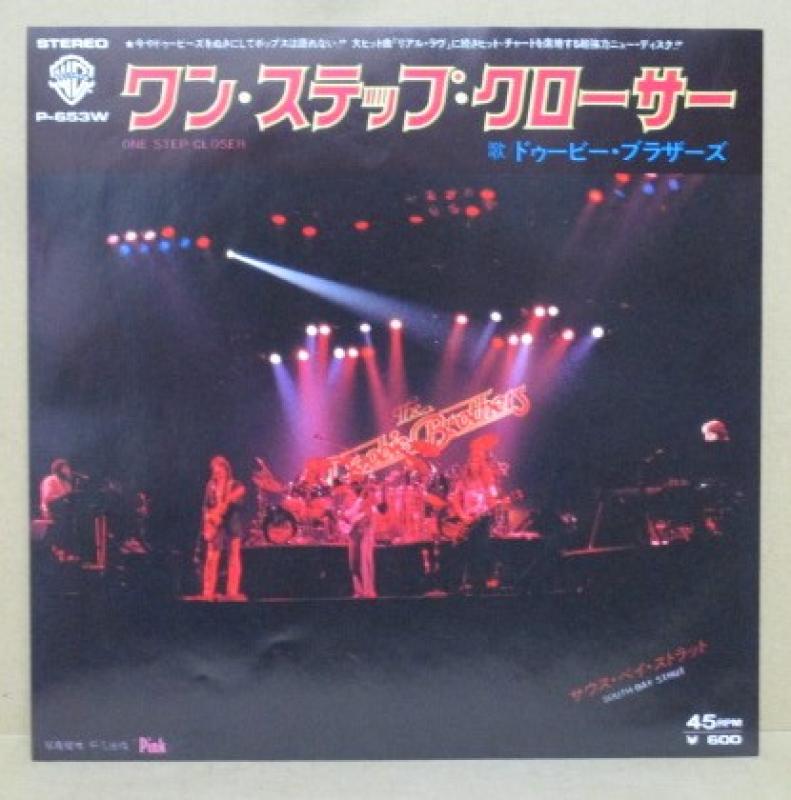 STEREO
★今やドゥービーズをぬきにしてポップスは語れない!! 大ヒット曲「リアル・ラヴ」に続きヒット・チャートを席捲する超強力ニュー・ディスク!!
P-653W
ワン・ステップ・クローサー
ONE STEP CLOSER
歌 ドゥービー・ブラザーズ
The
Doobie Brothers
サウス・ベイ・ストラット
SOUTH BAY STRUT
45RPM
¥ 600
Pink